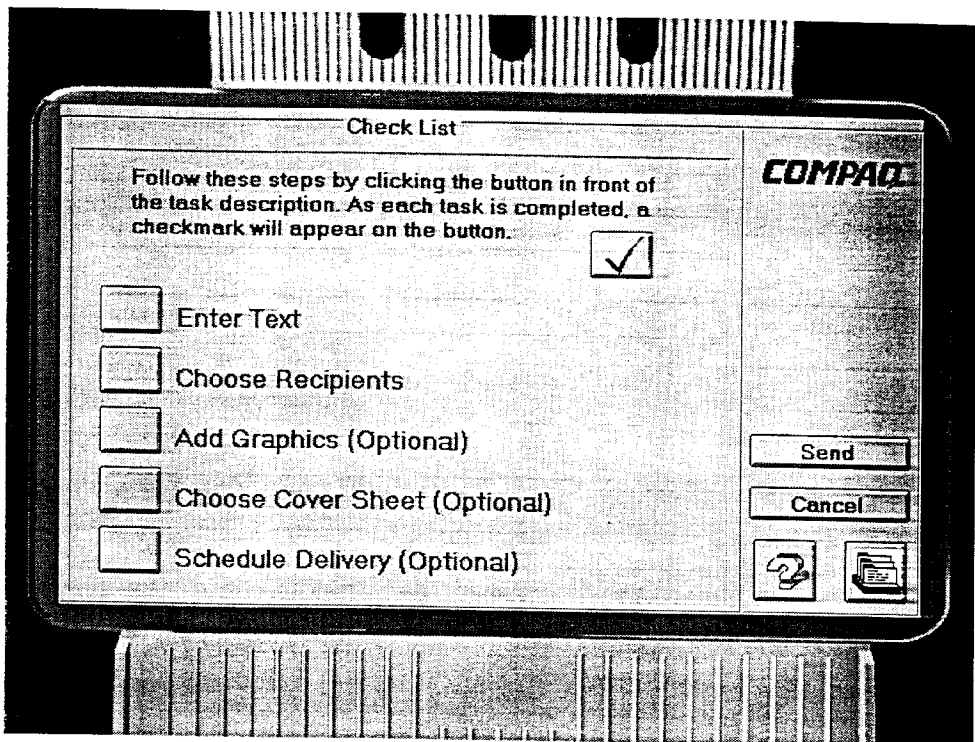 Check List
COMPAQ
Follow these steps by clicking the button in front of
the task description. As each task is completed, a
checkmark will appear on the button.
Enter Text
Choose Recipients
Add Graphics (Optional)
Choose Cover Sheet (Optional)
Schedule Delivery (Optional)
Send
Cancel